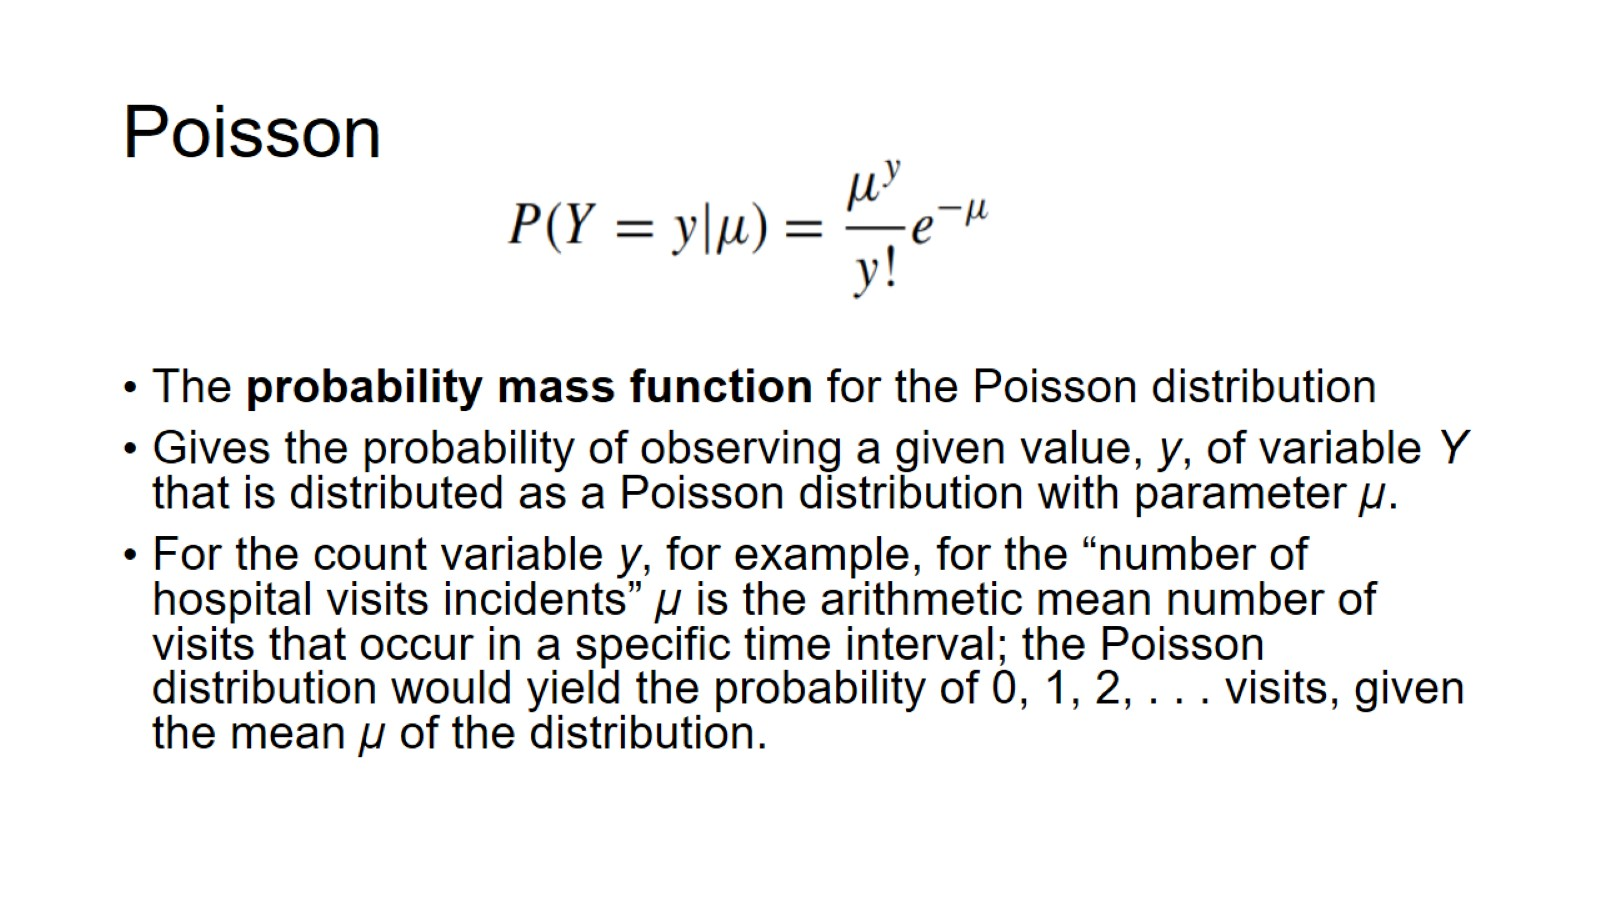 Poisson
P(Y = y|μ) = \frac{μ^y}{y!} e^{−μ}
• The probability mass function for the Poisson distribution
• Gives the probability of observing a given value, y, of variable Y
that is distributed as a Poisson distribution with parameter μ.
• For the count variable y, for example, for the “number of
hospital visits incidents” μ is the arithmetic mean number of
visits that occur in a specific time interval; the Poisson
distribution would yield the probability of 0, 1, 2, . . . visits, given
the mean μ of the distribution.